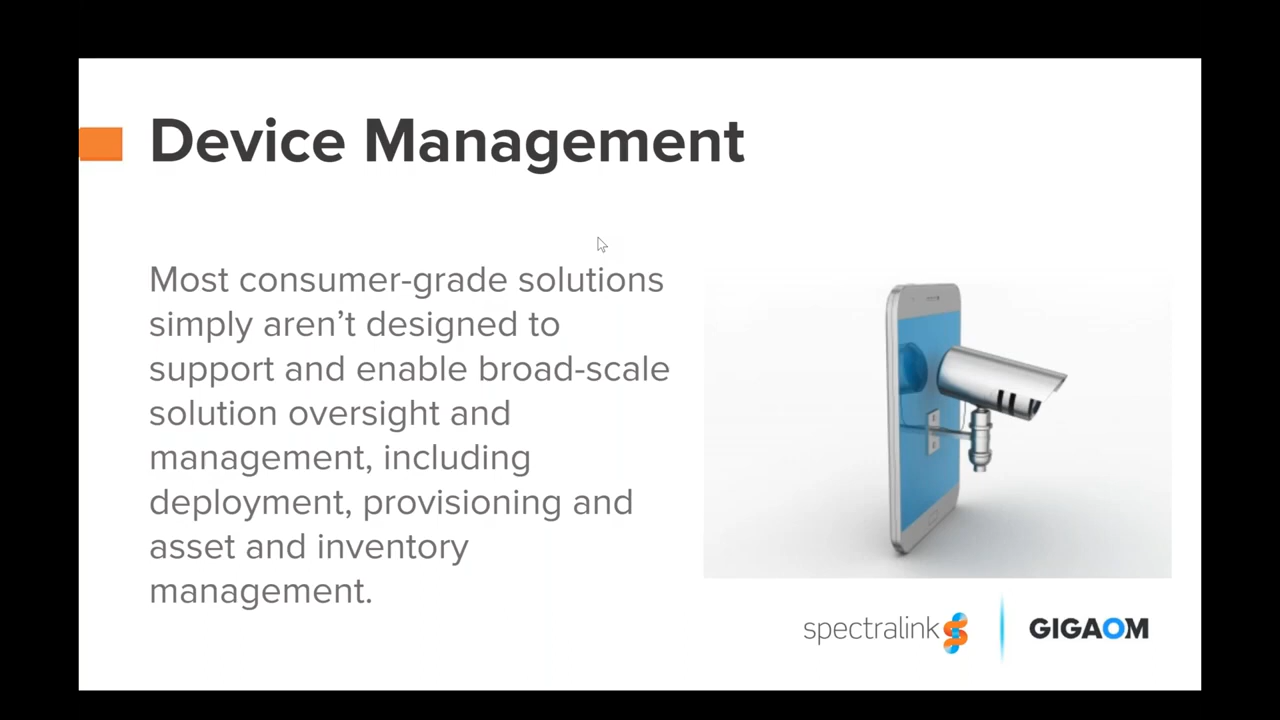 Device Management
Most consumer-grade solutions
simply aren’t designed to
support and enable broad-scale
solution oversight and
management, including
deployment, provisioning and
asset and inventory
management.
spectralink
GIGAOM